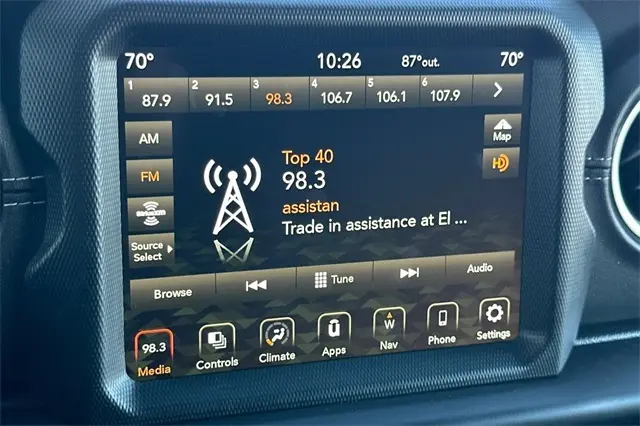 70° 10:26 87°out. 70°
1 2 3 4 5 6
87.9 91.5 98.3 106.7 106.1 107.9
AM
Map
FM
HD
Top 40
98.3
SiriusXM
assistan
Trade in assistance at El ...
Source
Select
Browse Tune Audio
98.3 U W
Media Controls Climate Apps Nav Phone Settings